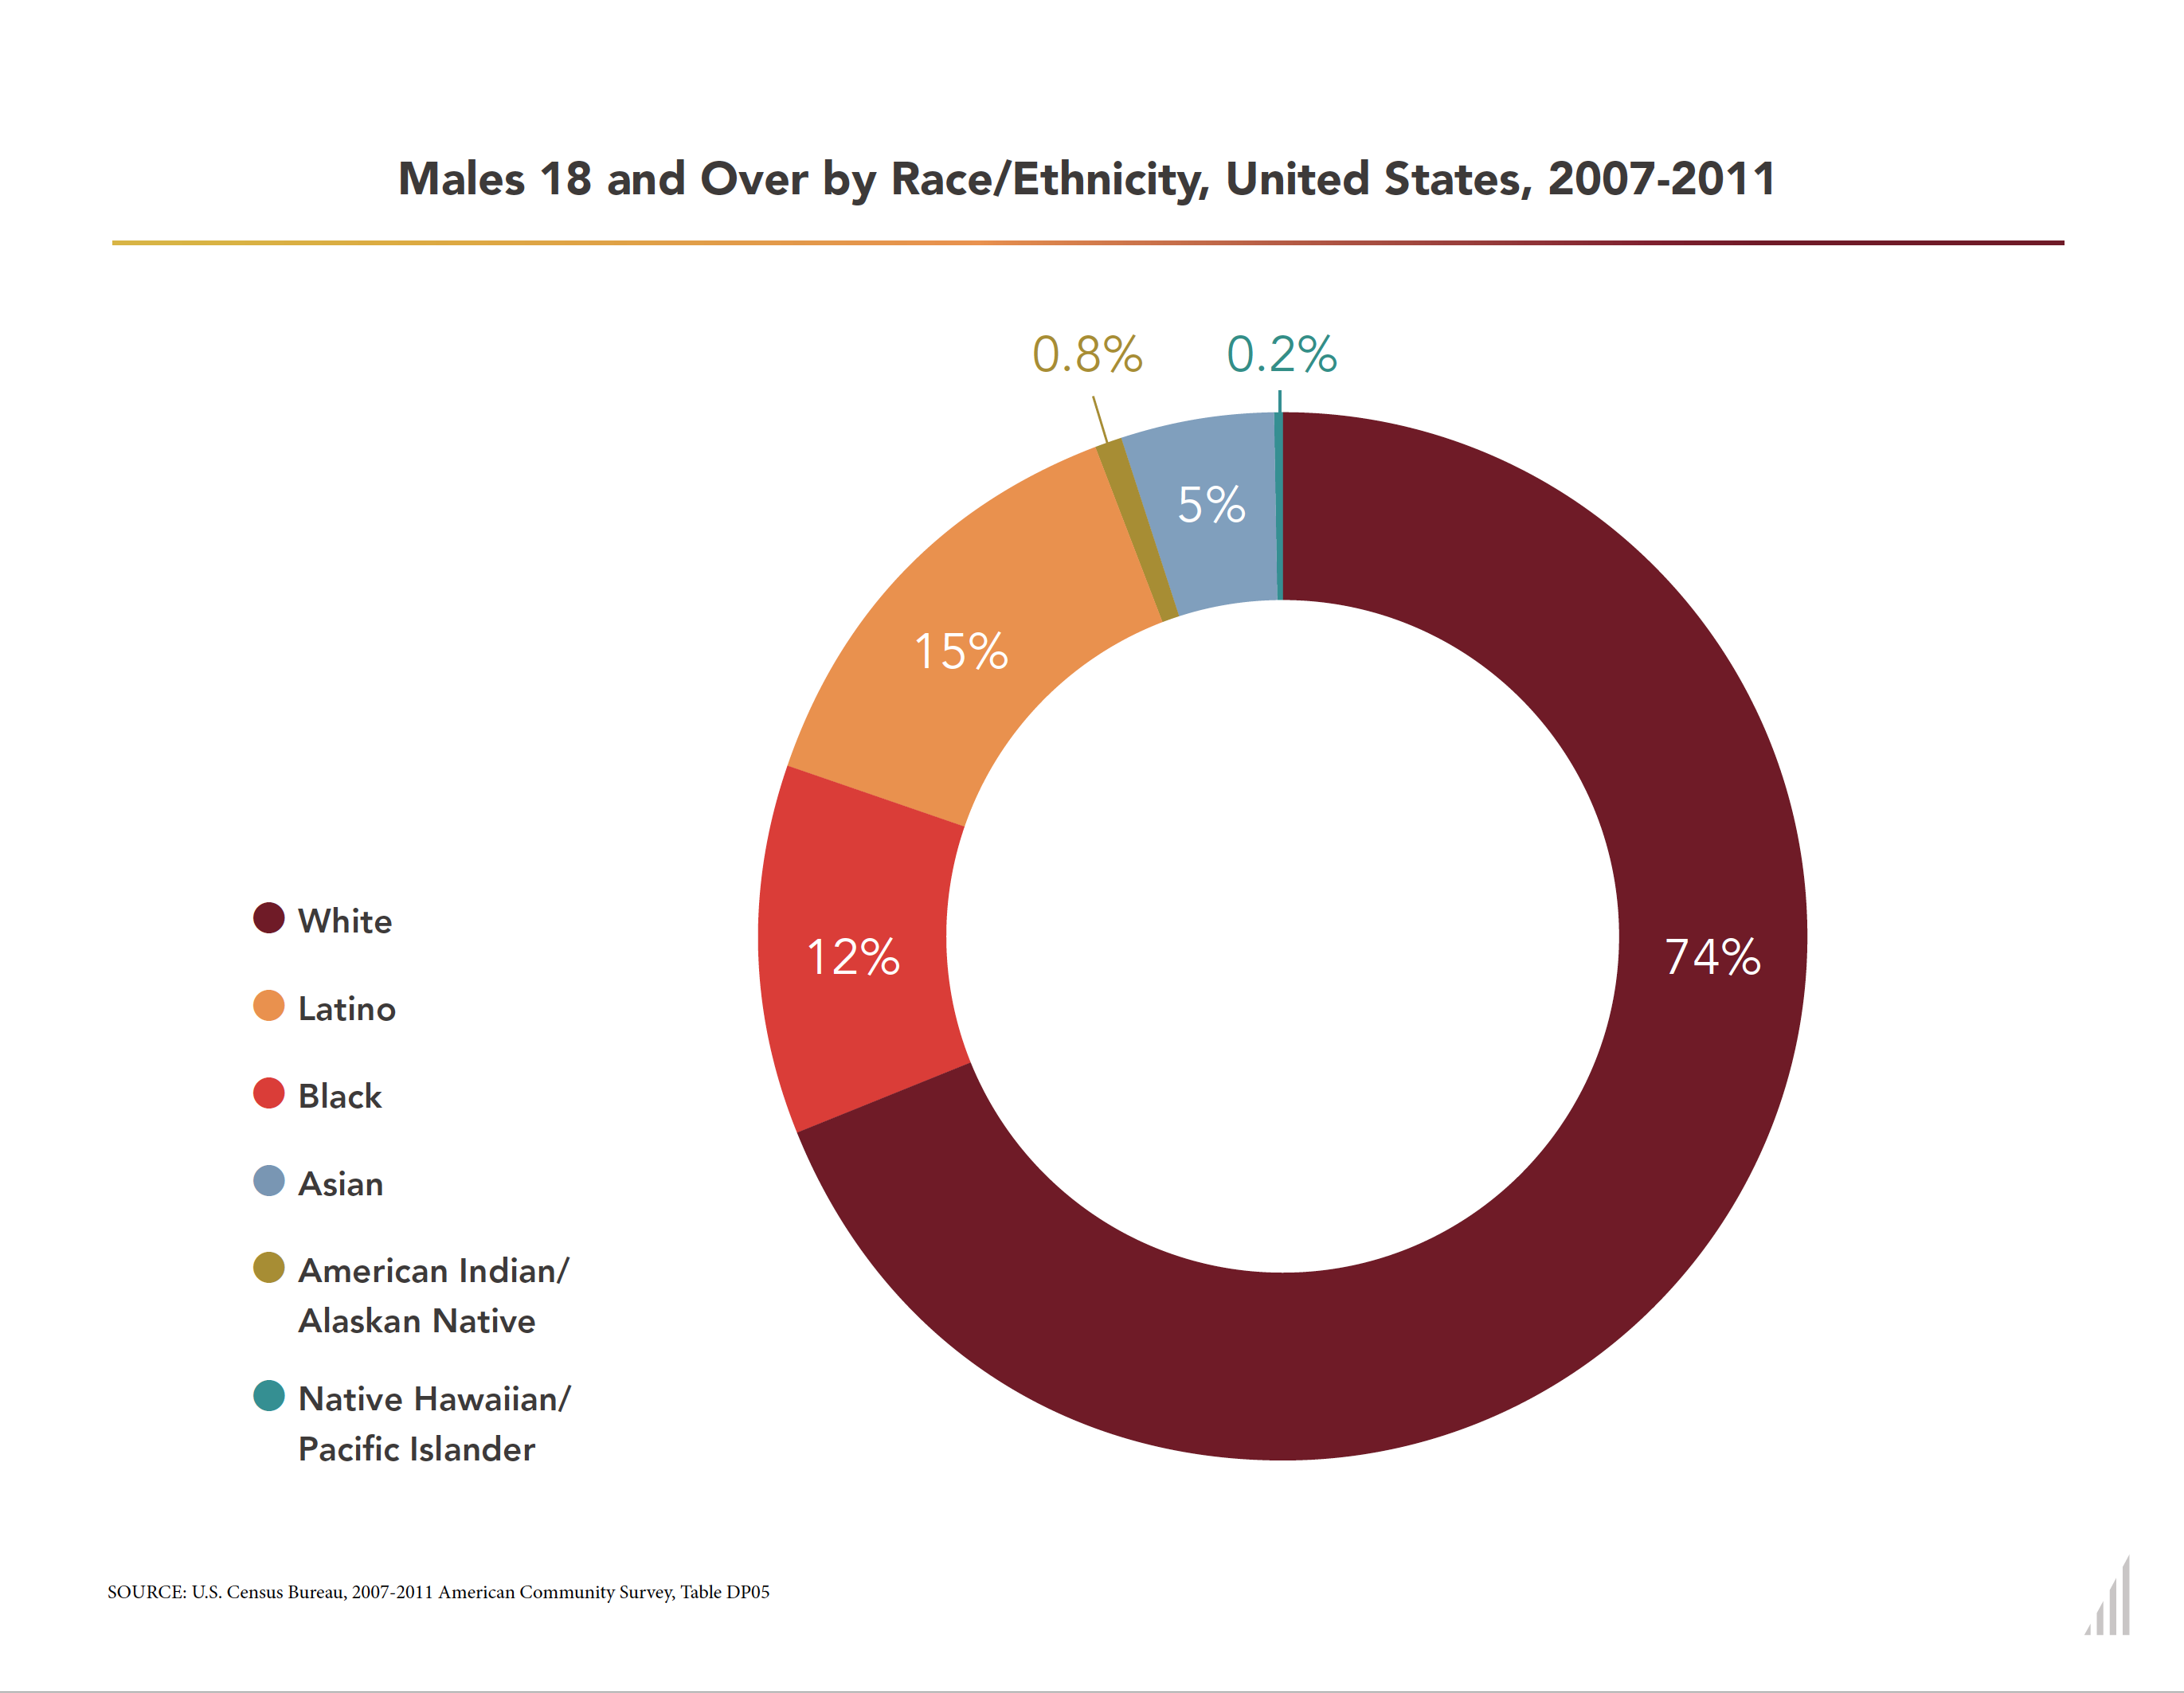 Males 18 and Over by Race/Ethnicity, United States, 2007-2011
0.8%
0.2%
5%
15%
12%
74%
White
Latino
Black
Asian
American Indian/
Alaskan Native
Native Hawaiian/
Pacific Islander
SOURCE: U.S. Census Bureau, 2007-2011 American Community Survey, Table DP05